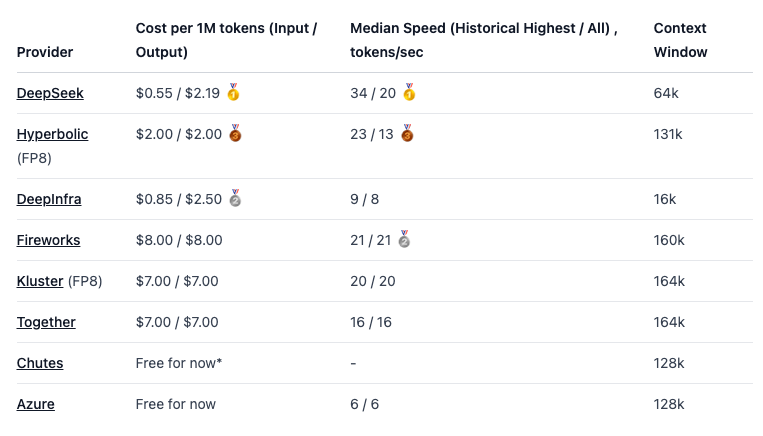 Provider Cost per 1M tokens (Input / Output) Median Speed (Historical Highest / All) , tokens/sec Context Window
DeepSeek $0.55 / $2.19 🥇 34 / 20 🥇 64k
Hyperbolic (FP8) $2.00 / $2.00 🥉 23 / 13 🥉 131k
DeepInfra $0.85 / $2.50 🥈 9 / 8 16k
Fireworks $8.00 / $8.00 21 / 21 🥈 160k
Kluster (FP8) $7.00 / $7.00 20 / 20 164k
Together $7.00 / $7.00 16 / 16 164k
Chutes Free for now* - 128k
Azure Free for now 6 / 6 128k